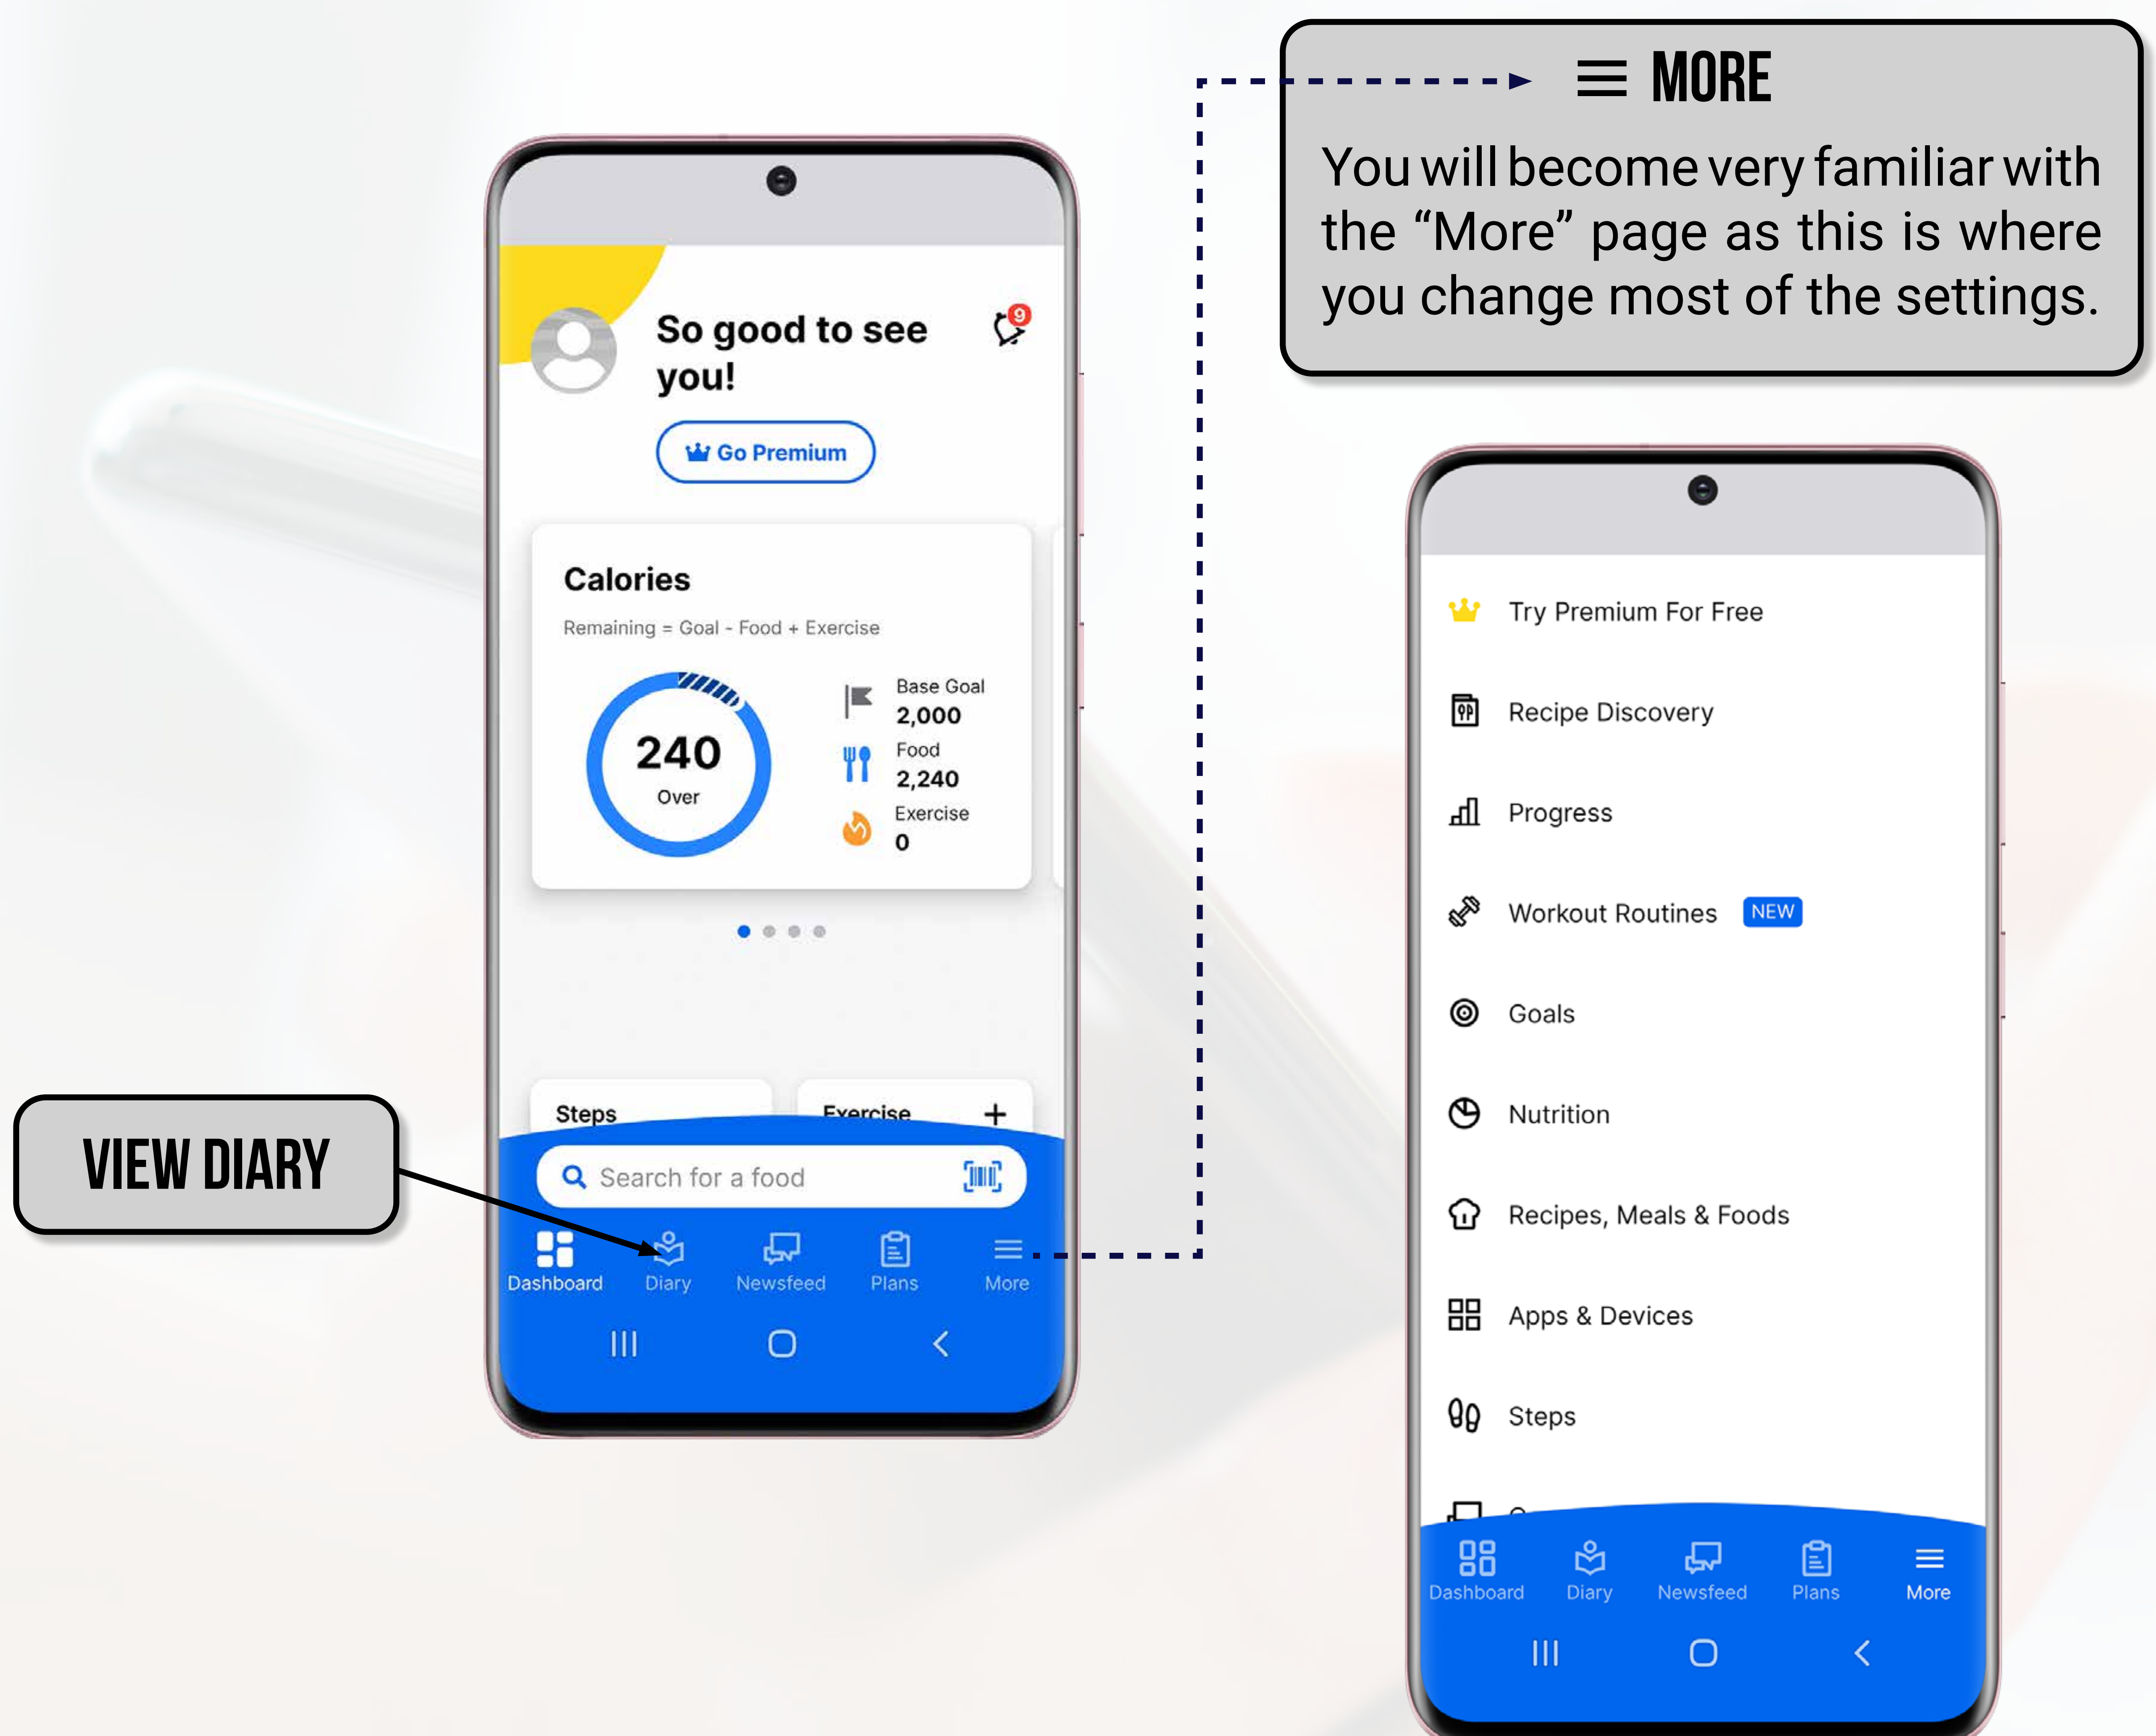 MORE
You will become very familiar with
the “More” page as this is where
you change most of the settings.
So good to see
you!
9
Go Premium
Calories
Remaining = Goal - Food + Exercise
240
Over
Base Goal
2,000
Food
2,240
Exercise
0
Steps
Exercise +
Search for a food
Dashboard Diary Newsfeed Plans More
VIEW DIARY
Try Premium For Free
Recipe Discovery
Progress
Workout Routines NEW
Goals
Nutrition
Recipes, Meals & Foods
Apps & Devices
Steps
Dashboard Diary Newsfeed Plans More